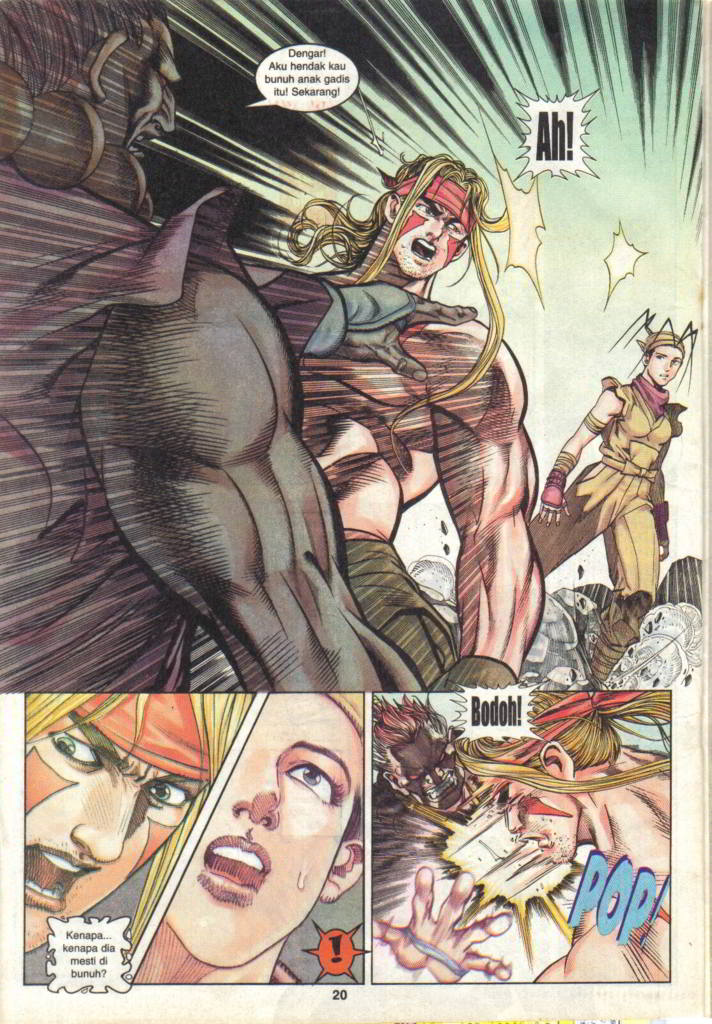 Dengar!
Aku hendak kau
bunuh anak gadis
itu! Sekarang!
Ah!
Kenapa...
kenapa dia
mesti di
bunuh?
!
Bodoh!
POP!
20